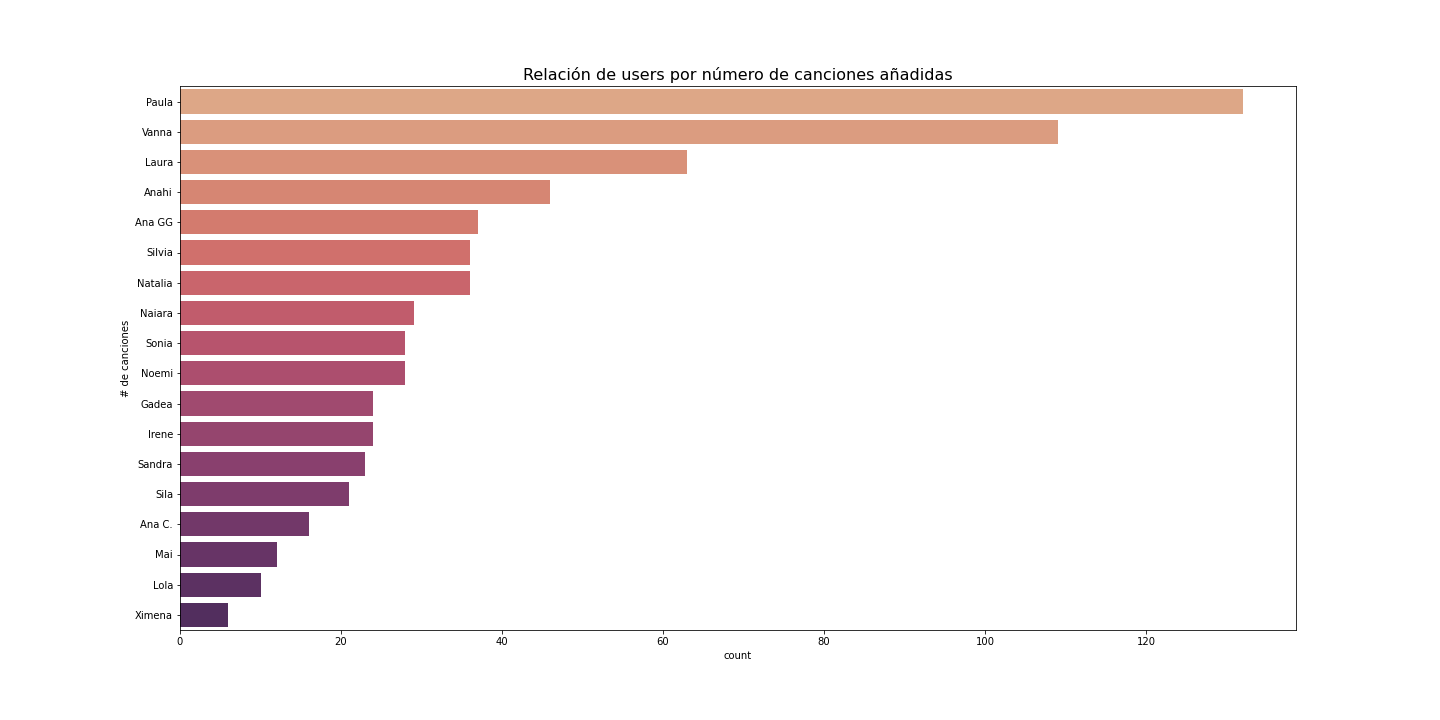 Relación de users por número de canciones añadidas
Paula
Vanna
Laura
Anahi
Ana GG
Silvia
Natalia
Naiara
Sonia
Noemi
Gadea
Irene
Sandra
Sila
Ana C.
Mai
Lola
Ximena
# de canciones
0 20 40 60 80 100 120
count